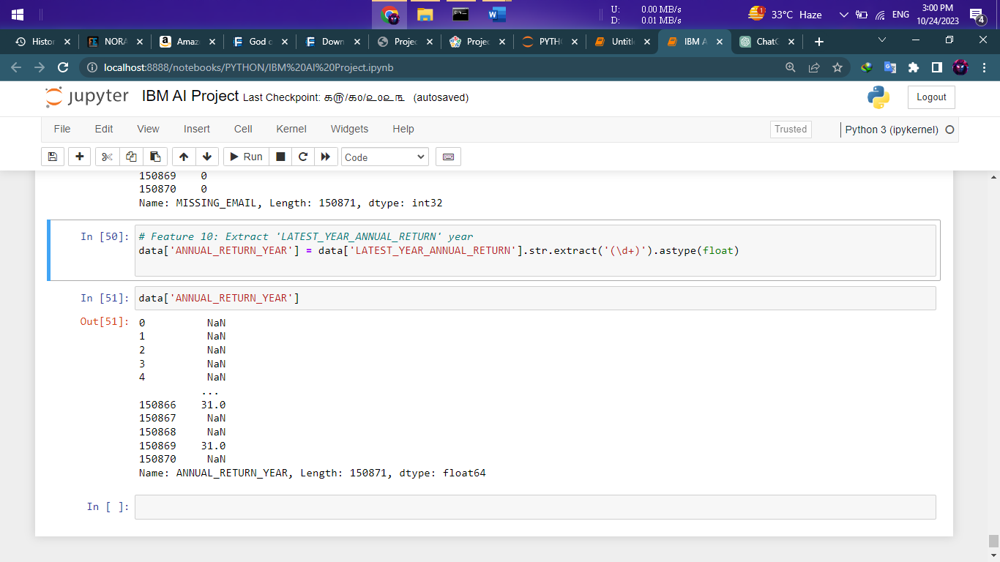 U: 0.00 MB/s
D: 0.01 MB/s
33°C Haze
ENG
3:00 PM
10/24/2023
4
Histor
NORA
Amaz
God o
Down
Projec
Projec
PYTH
Untitl
IBM A
ChatG
localhost:8888/notebooks/PYTHON/IBM%20AI%20Project.ipynb
jupyter IBM AI Project Last Checkpoint: (autosaved)
Logout
File Edit View Insert Cell Kernel Widgets Help
Trusted
Python 3 (ipykernel)
Run
Code
150869 0
150870 0
Name: MISSING_EMAIL, Length: 150871, dtype: int32
In [50]: # Feature 10: Extract 'LATEST_YEAR_ANNUAL_RETURN' year
data['ANNUAL_RETURN_YEAR'] = data['LATEST_YEAR_ANNUAL_RETURN'].str.extract('(\d+)').astype(float)
In [51]: data['ANNUAL_RETURN_YEAR']
Out[51]: 0 NaN
1 NaN
2 NaN
3 NaN
4 NaN
...
150866 31.0
150867 NaN
150868 NaN
150869 31.0
150870 NaN
Name: ANNUAL_RETURN_YEAR, Length: 150871, dtype: float64
In [ ]: